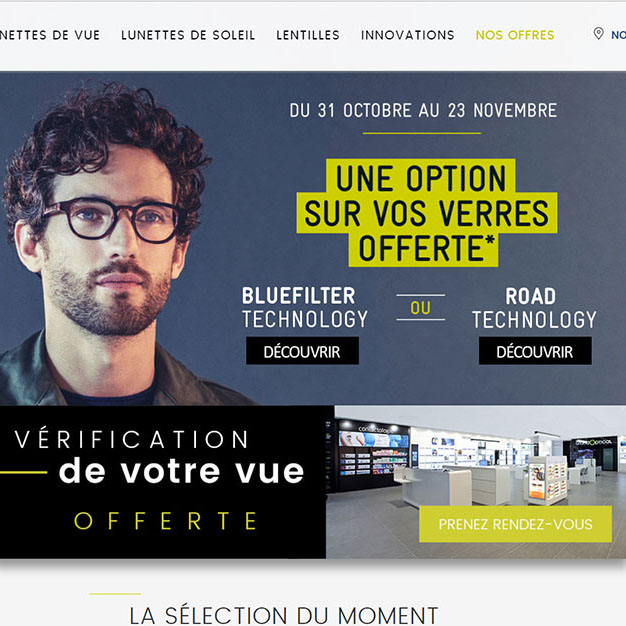 NETTES DE VUE LUNETTES DE SOLEIL LENTILLES INNOVATIONS NOS OFFRES NO
DU 31 OCTOBRE AU 23 NOVEMBRE
UNE OPTION
SUR VOS VERRES
OFFERTE*
BLUEFILTER
TECHNOLOGY
DÉCOUVRIR
OU
ROAD
TECHNOLOGY
DÉCOUVRIR
VÉRIFICATION
de votre vue
OFFERTE
PRENEZ RENDEZ-VOUS
LA SÉLECTION DU MOMENT